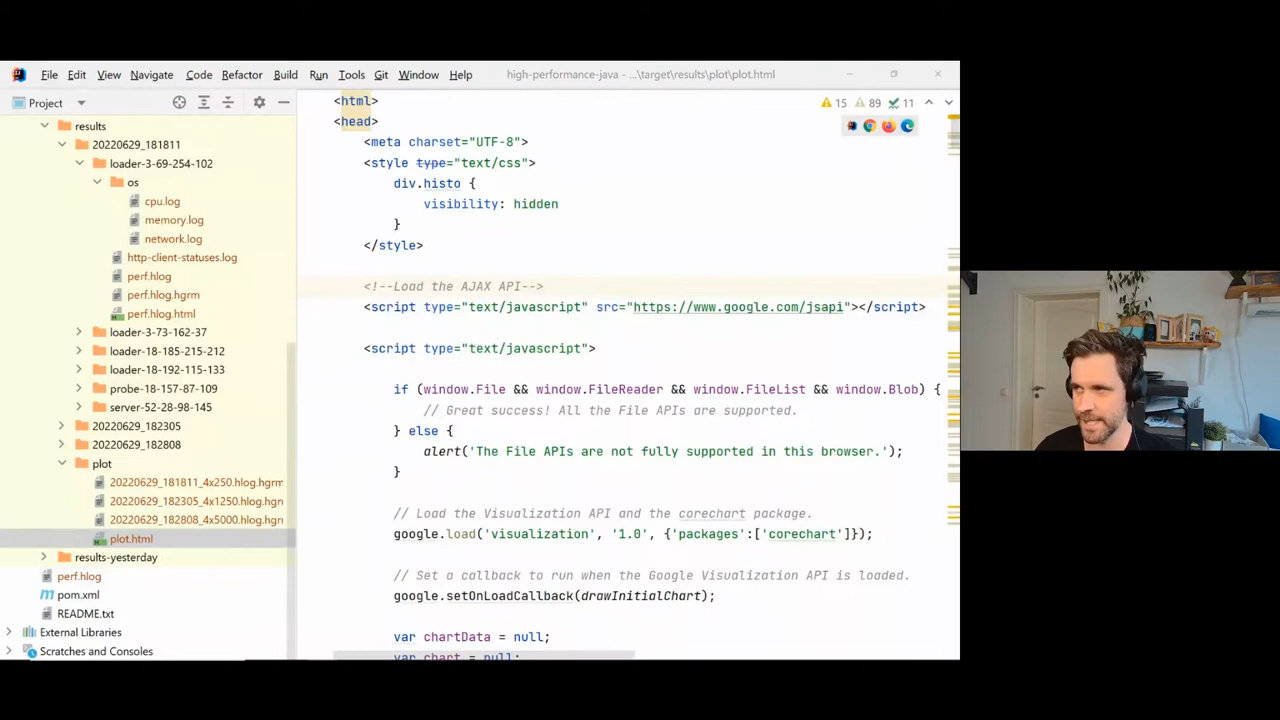 File Edit View Navigate Code Refactor Build Run Tools Git Window Help high-performance-java - ...\target\results\plot\plot.html
Project
results
20220629_181811
loader-3-69-254-102
os
cpu.log
memory.log
network.log
http-client-statuses.log
perf.hlog
perf.hlog.hgrm
perf.hlog.html
loader-3-73-162-37
loader-18-185-215-212
loader-18-192-115-133
probe-18-157-87-109
server-52-28-98-145
20220629_182305
20220629_182808
plot
20220629_181811_4x250.hlog.hgrm
20220629_182305_4x1250.hlog.hgrn
20220629_182808_4x5000.hlog.hgrn
plot.html
results-yesterday
perf.hlog
pom.xml
README.txt
External Libraries
Scratches and Consoles
15 89 11
<html>
<head>
<meta charset="UTF-8">
<style type="text/css">
div.histo {
visibility: hidden
}
</style>
<!--Load the AJAX API-->
<script type="text/javascript" src="https://www.google.com/jsapi"></script>
<script type="text/javascript">
if (window.File && window.FileReader && window.FileList && window.Blob) {
// Great success! All the File APIs are supported.
} else {
alert('The File APIs are not fully supported in this browser.');
}
// Load the Visualization API and the corechart package.
google.load('visualization', '1.0', {'packages':['corechart']});
// Set a callback to run when the Google Visualization API is loaded.
google.setOnLoadCallback(drawInitialChart);
var chartData = null;
var chart = null;